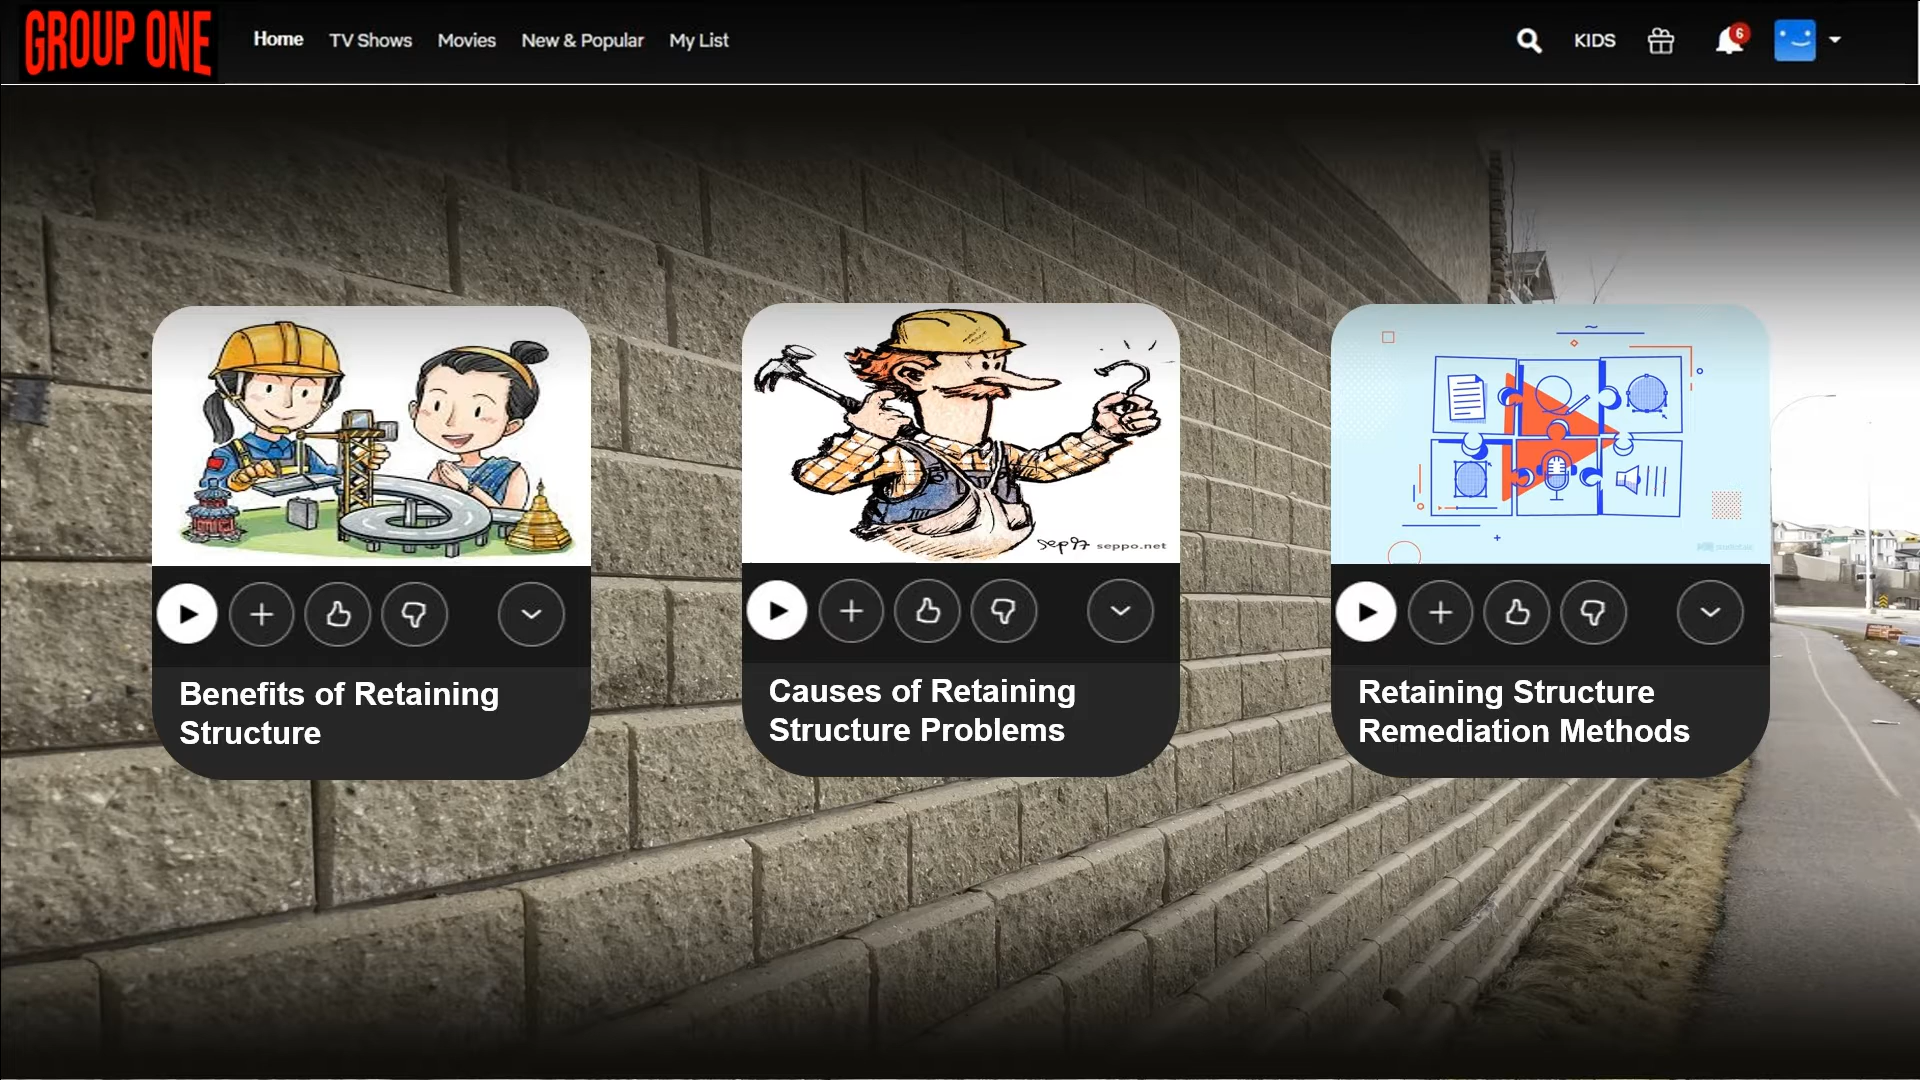 GROUP ONE
Home TV Shows Movies New & Popular My List
KIDS
6
sep97 seppo.net
Benefits of Retaining
Structure
Causes of Retaining
Structure Problems
Retaining Structure
Remediation Methods